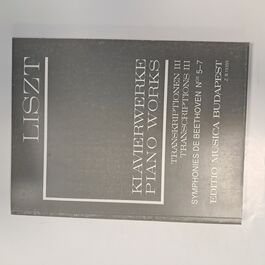 LISZT
KLAVIERWERKE
PIANO WORKS
TRANSKRIPTIONEN III
TRANSCRIPTIONS III
SYMPHONIES DE BEETHOVEN Nos 5–7
EDITIO MUSICA BUDAPEST